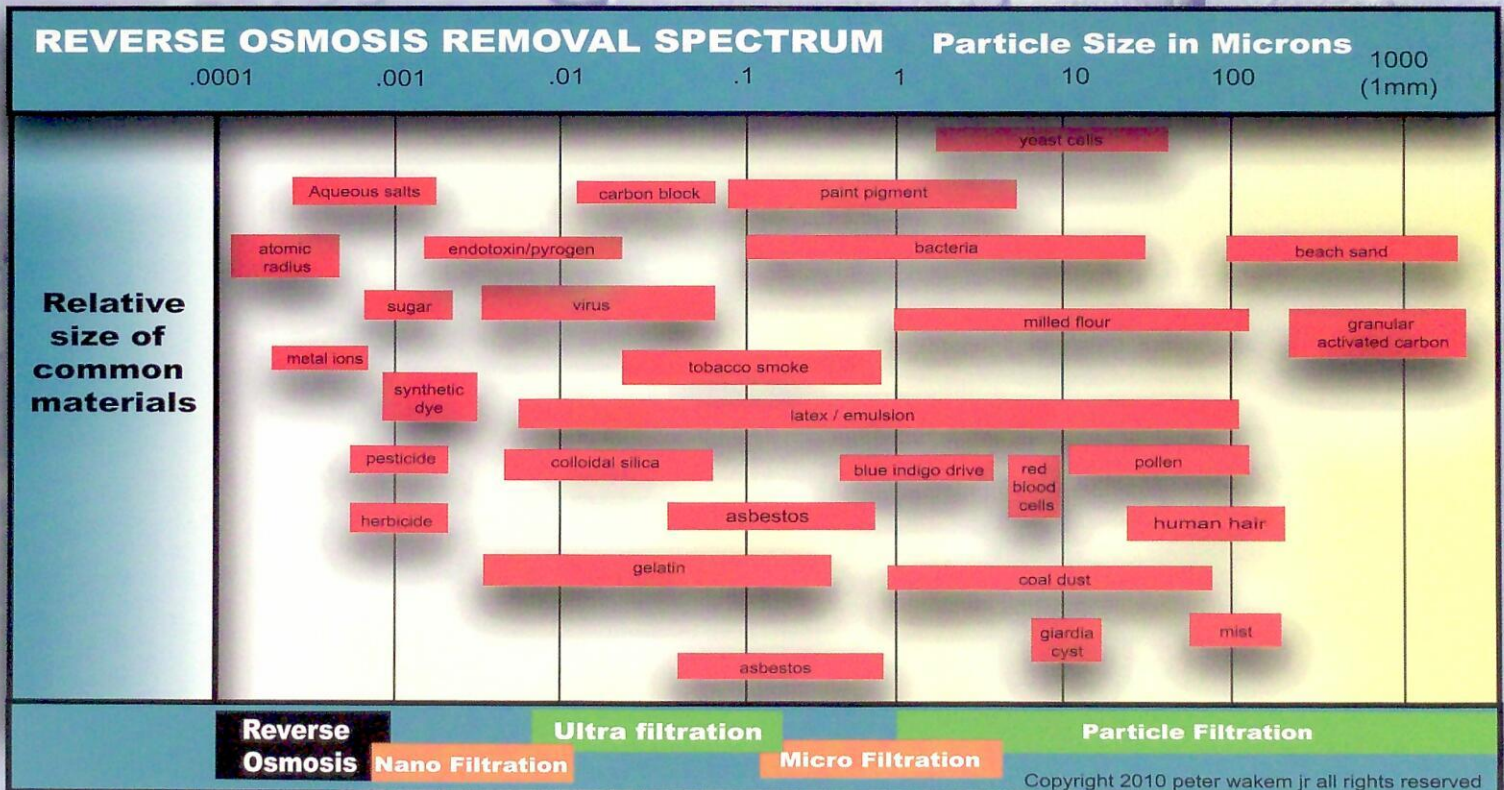 REVERSE OSMOSIS REMOVAL SPECTRUM Particle Size in Microns
.0001 .001 .01 .1 1 10 100 1000
(1mm)
yeast cells
Aqueous salts carbon block paint pigment
atomic
radius
endotoxin/pyrogen bacteria beach sand
Relative
size of
common
materials
sugar virus milled flour granular
activated carbon
metal ions tobacco smoke
synthetic
dye
latex / emulsion
pesticide colloidal silica blue indigo drive red
blood
cells
pollen
herbicide asbestos human hair
gelatin coal dust
giardia
cyst
mist
asbestos
Reverse
Osmosis
Nano Filtration
Ultra filtration
Micro Filtration
Particle Filtration
Copyright 2010 peter wakem jr all rights reserved